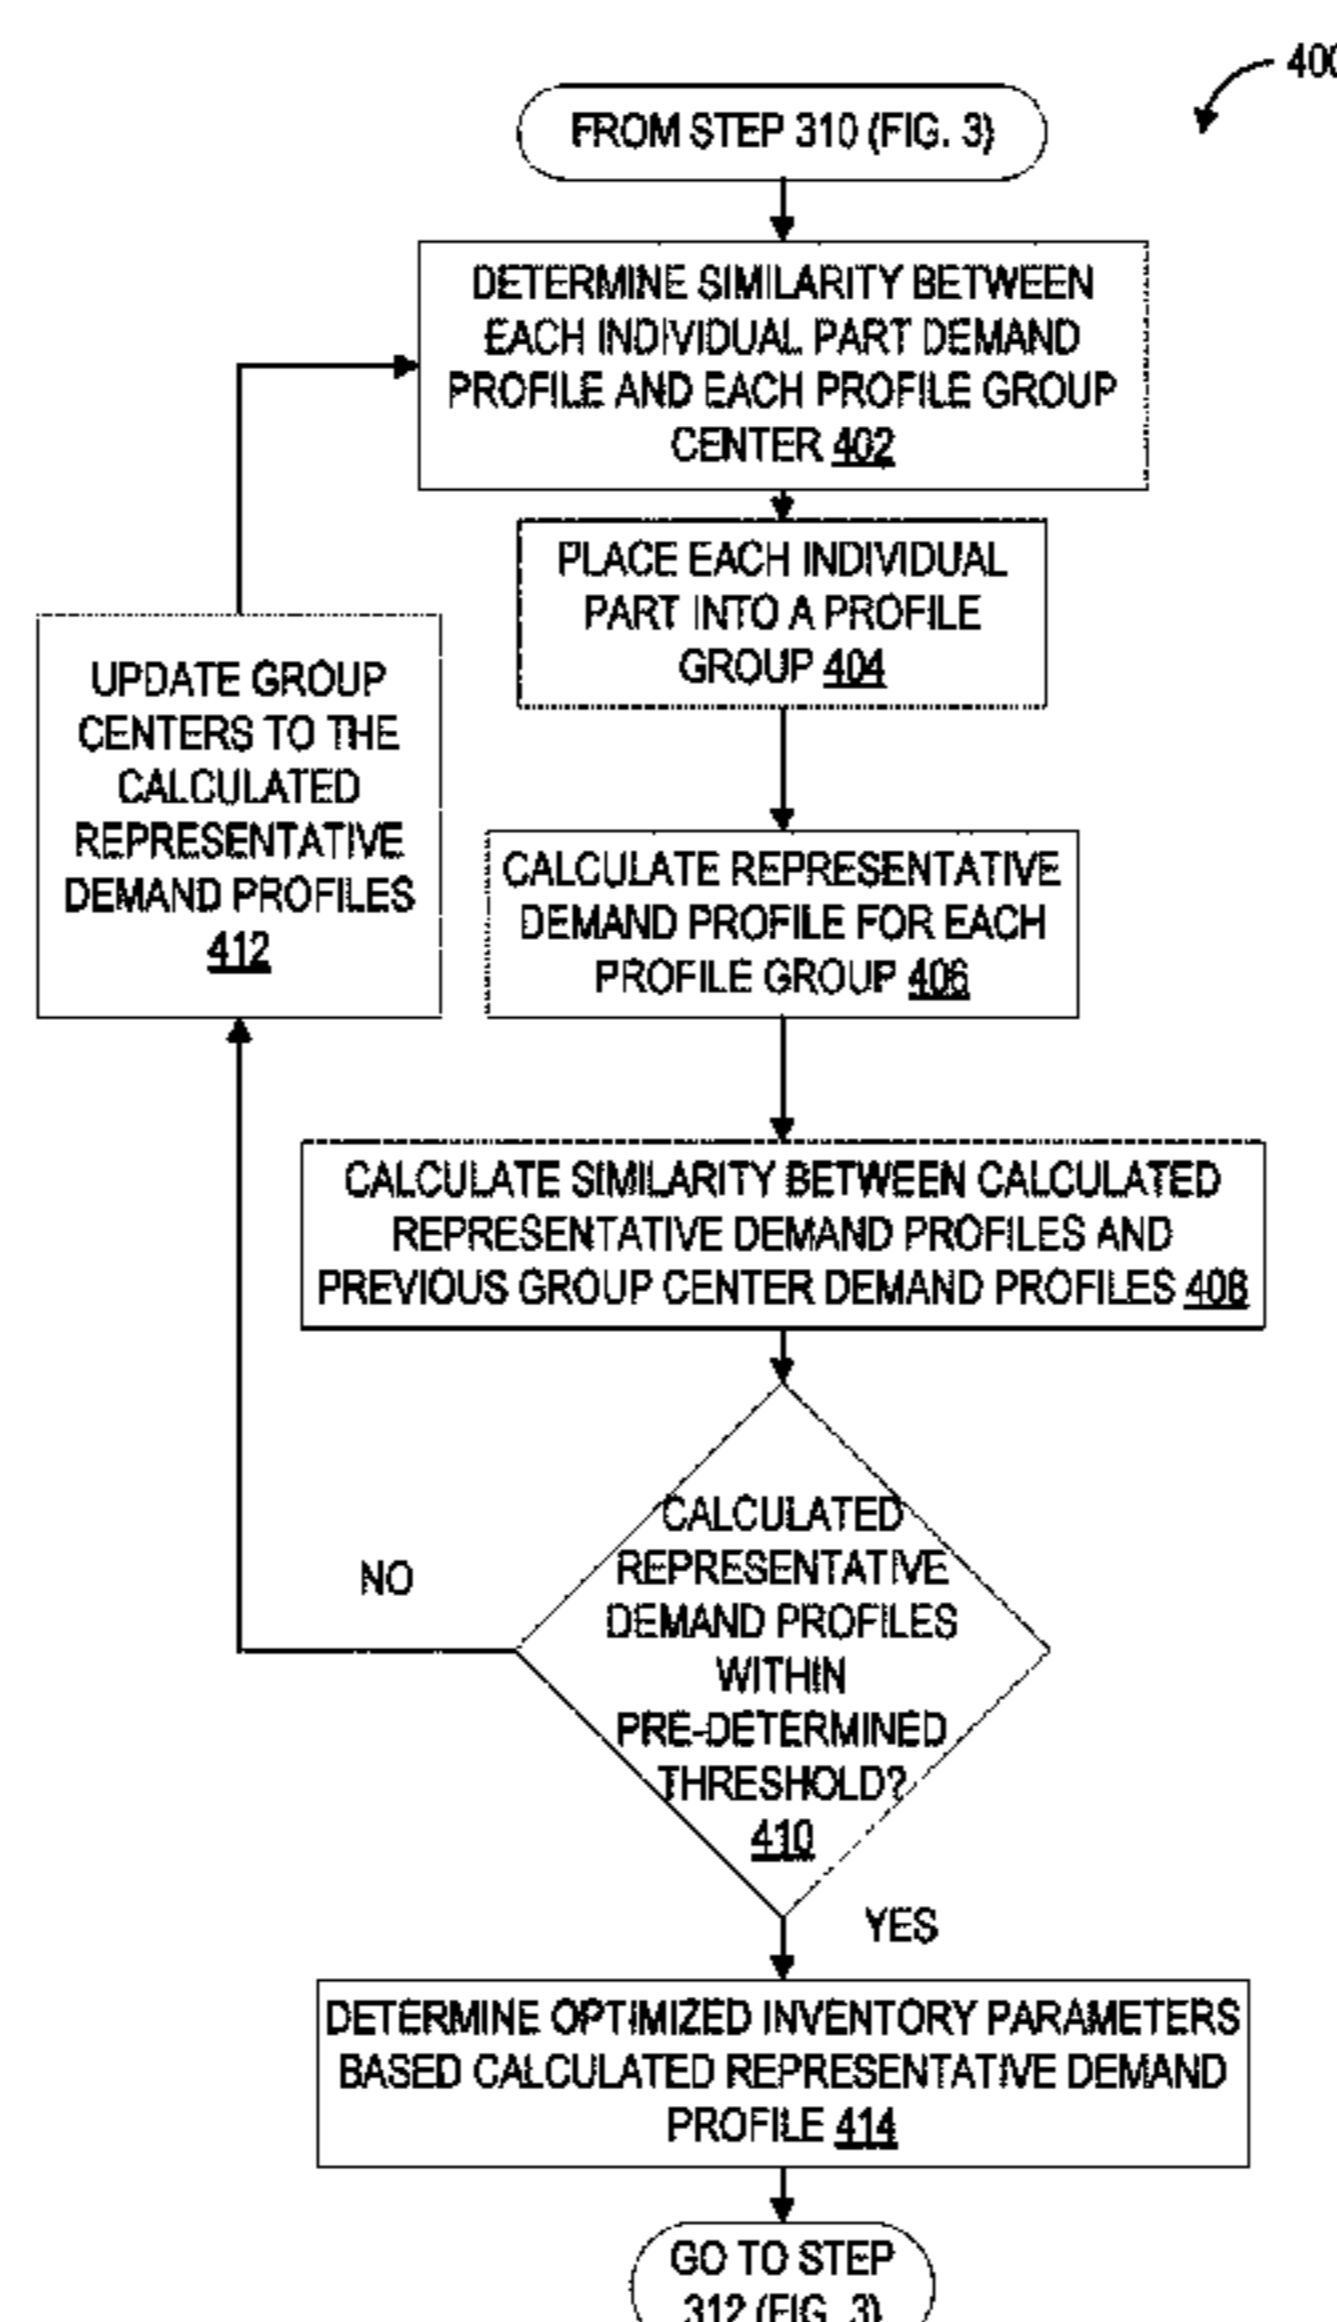 400
FROM STEP 310 (FIG. 3)
DETERMINE SIMILARITY BETWEEN
EACH INDIVIDUAL PART DEMAND
PROFILE AND EACH PROFILE GROUP
CENTER 402
PLACE EACH INDIVIDUAL
PART INTO A PROFILE
GROUP 404
UPDATE GROUP
CENTERS TO THE
CALCULATED
REPRESENTATIVE
DEMAND PROFILES
412
CALCULATE REPRESENTATIVE
DEMAND PROFILE FOR EACH
PROFILE GROUP 406
CALCULATE SIMILARITY BETWEEN CALCULATED
REPRESENTATIVE DEMAND PROFILES AND
PREVIOUS GROUP CENTER DEMAND PROFILES 408
CALCULATED
REPRESENTATIVE
DEMAND PROFILES
WITHIN
PRE-DETERMINED
THRESHOLD?
410
NO
YES
DETERMINE OPTIMIZED INVENTORY PARAMETERS
BASED CALCULATED REPRESENTATIVE DEMAND
PROFILE 414
GO TO STEP
312 (FIG. 3)